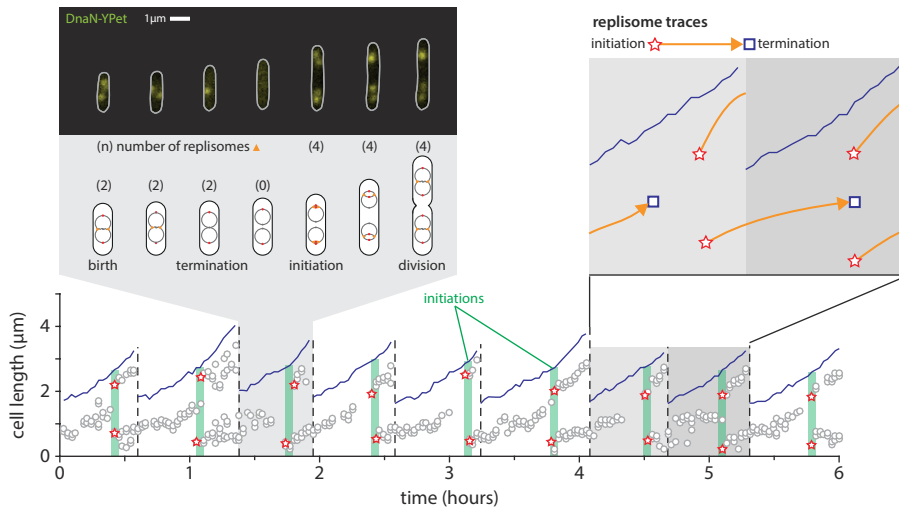 DnaN-YPet 1µm
(n) number of replisomes (4) (4) (4)
(2) (2) (2) (0)
birth termination initiation division
replisome traces
initiation termination
initiations
cell length (µm)
4
2
0
0 1 2 3 4 5 6
time (hours)